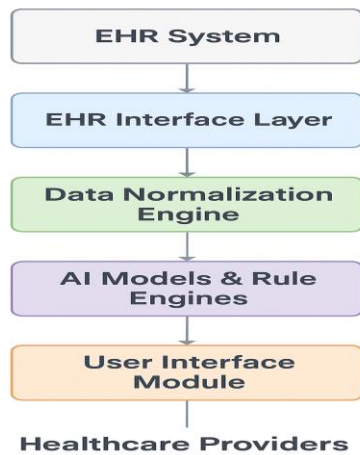 EHR System
EHR Interface Layer
Data Normalization
Engine
AI Models & Rule
Engines
User Interface
Module
Healthcare Providers